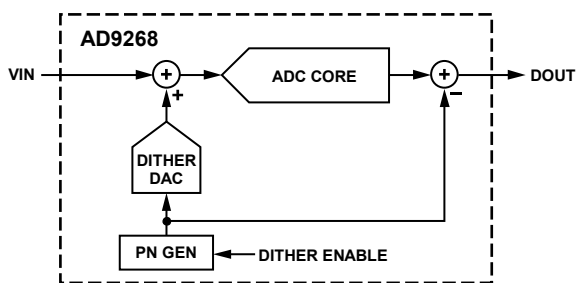 AD9268
VIN
+
ADC CORE
+
DOUT
+
−
DITHER
DAC
PN GEN
DITHER ENABLE